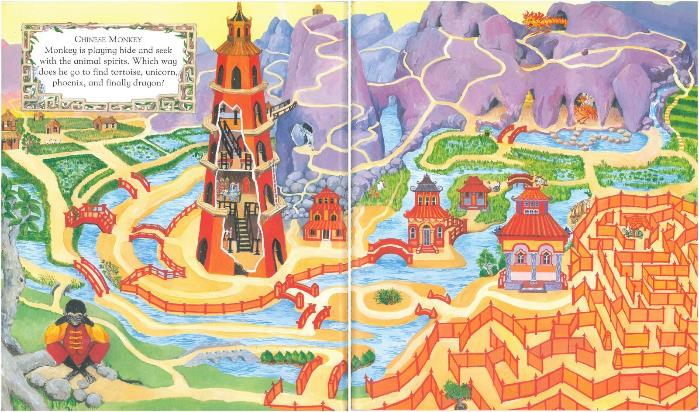 CHINESE MONKEY
Monkey is playing hide and seek
with the animal spirits. Which way
does he go to find tortoise, unicorn,
phoenix, and finally dragon?